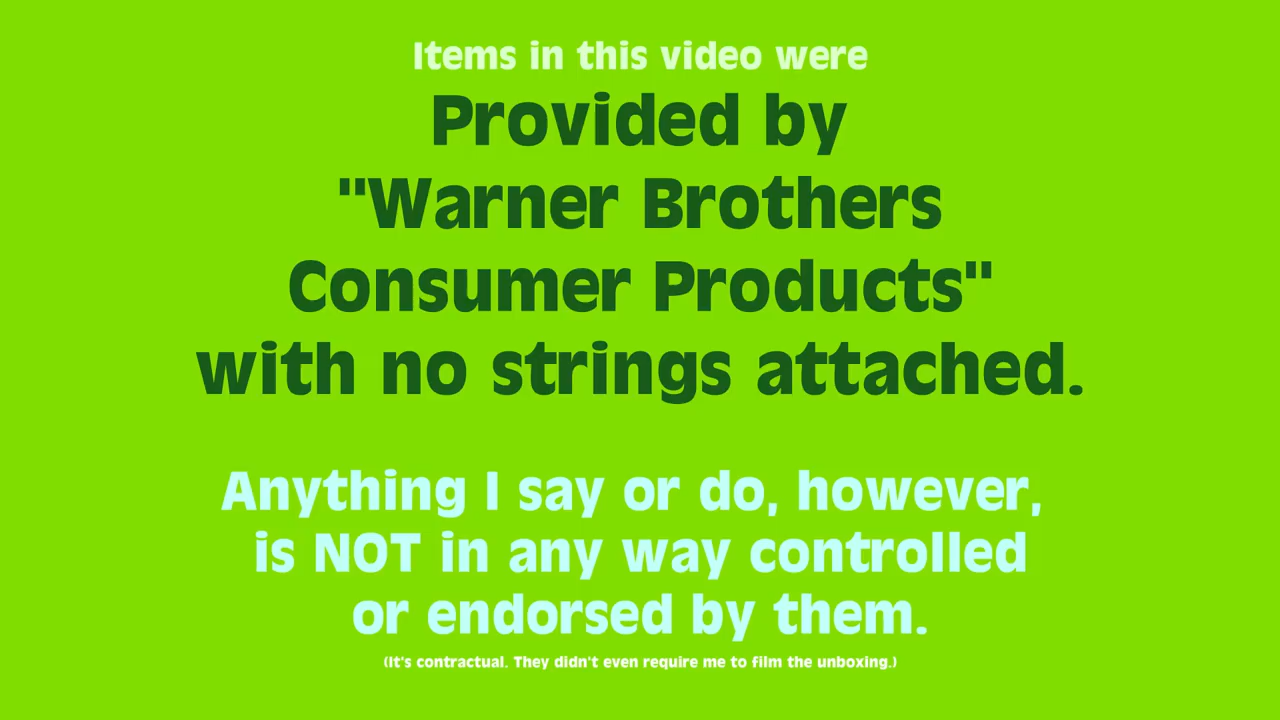 Items in this video were
Provided by
"Warner Brothers
Consumer Products"
with no strings attached.
Anything I say or do, however,
is NOT in any way controlled
or endorsed by them.
(It's contractual. They didn't even require me to film the unboxing.)